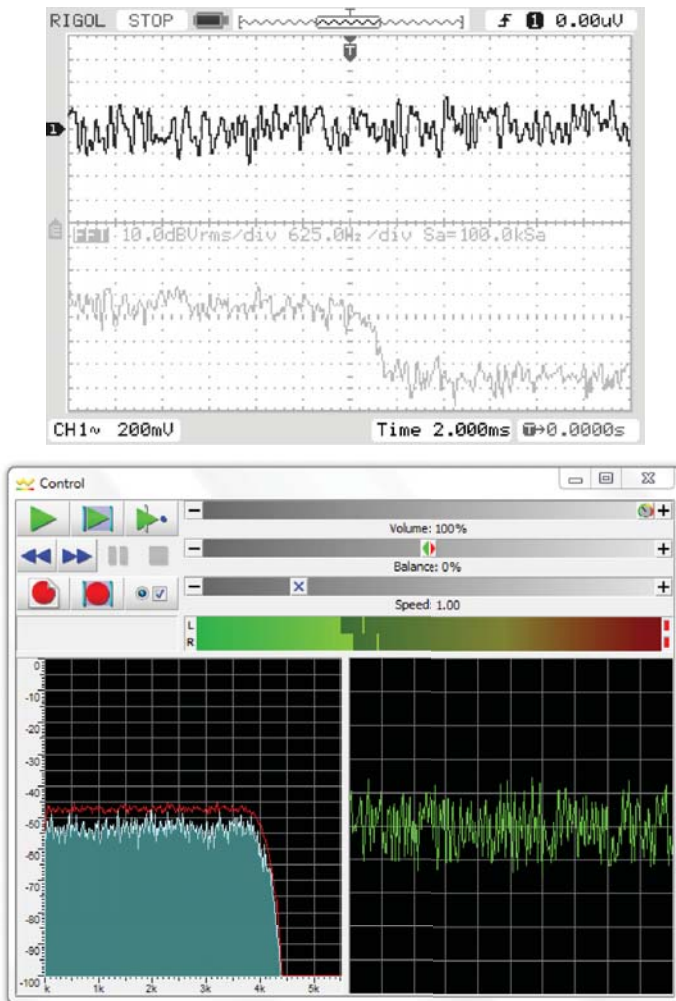 RIGOL STOP T f 1 0.00uV
T
1
FFT 10.0dBVrms/div 625.0Hz/div Sa=100.0kSa
CH1~ 200mV Time 2.000ms T→0.0000s
Control
Volume: 100%
Balance: 0%
Speed: 1.00
L
R
0
-10
-20
-30
-40
-50
-60
-70
-80
-90
-100
k 1k 2k 3k 4k 5k